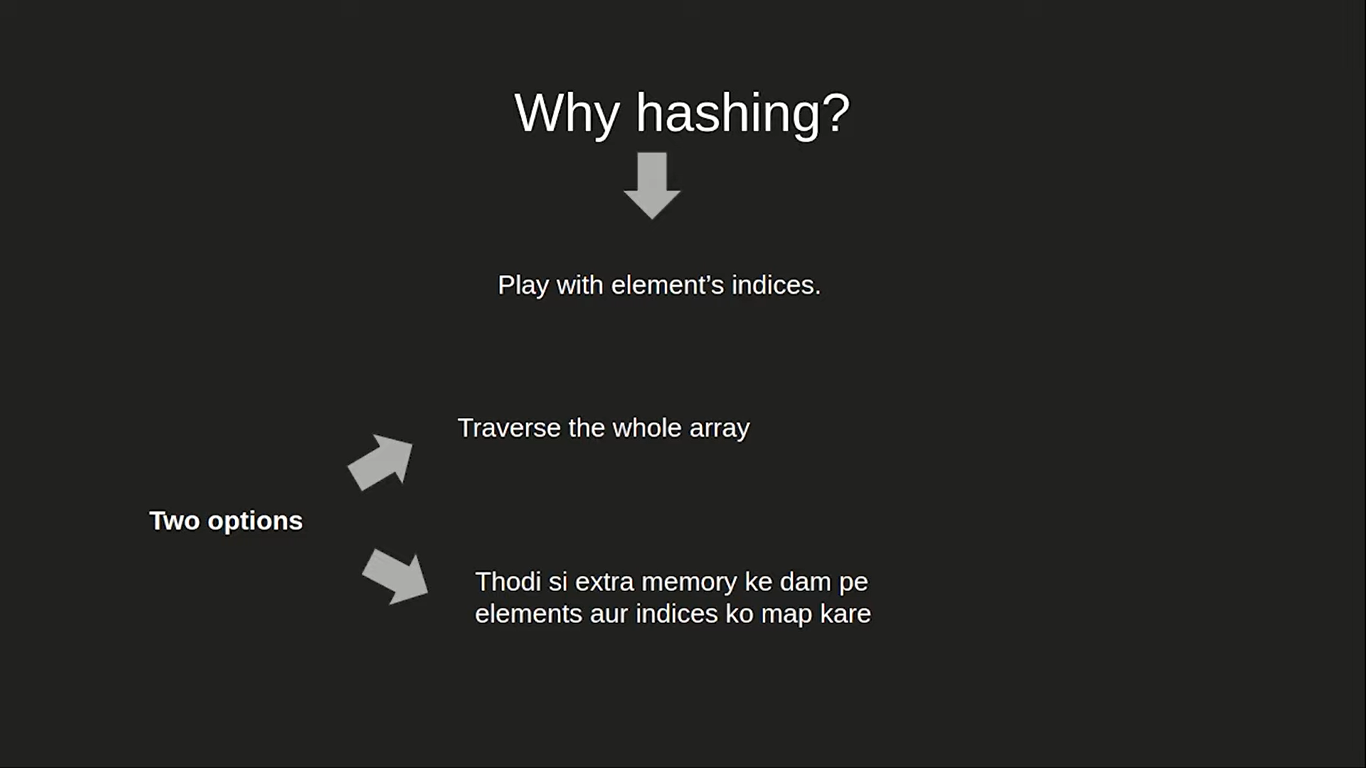 Why hashing?
Play with element’s indices.
Traverse the whole array
Two options
Thodi si extra memory ke dam pe
elements aur indices ko map kare